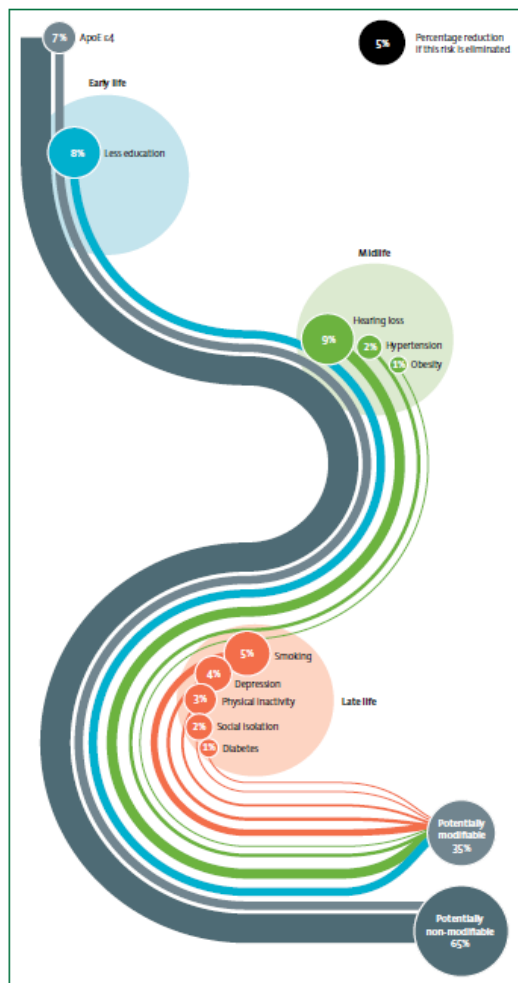 7%
ApoE ε4
5%
Percentage reduction
if this risk is eliminated
Early life
8%
Less education
Midlife
Hearing loss
9%
2%
Hypertension
1%
Obesity
5%
Smoking
4%
Depression
3%
Physical inactivity
Late life
2%
Social isolation
1%
Diabetes
Potentially
modifiable
35%
Potentially
non-modifiable
65%